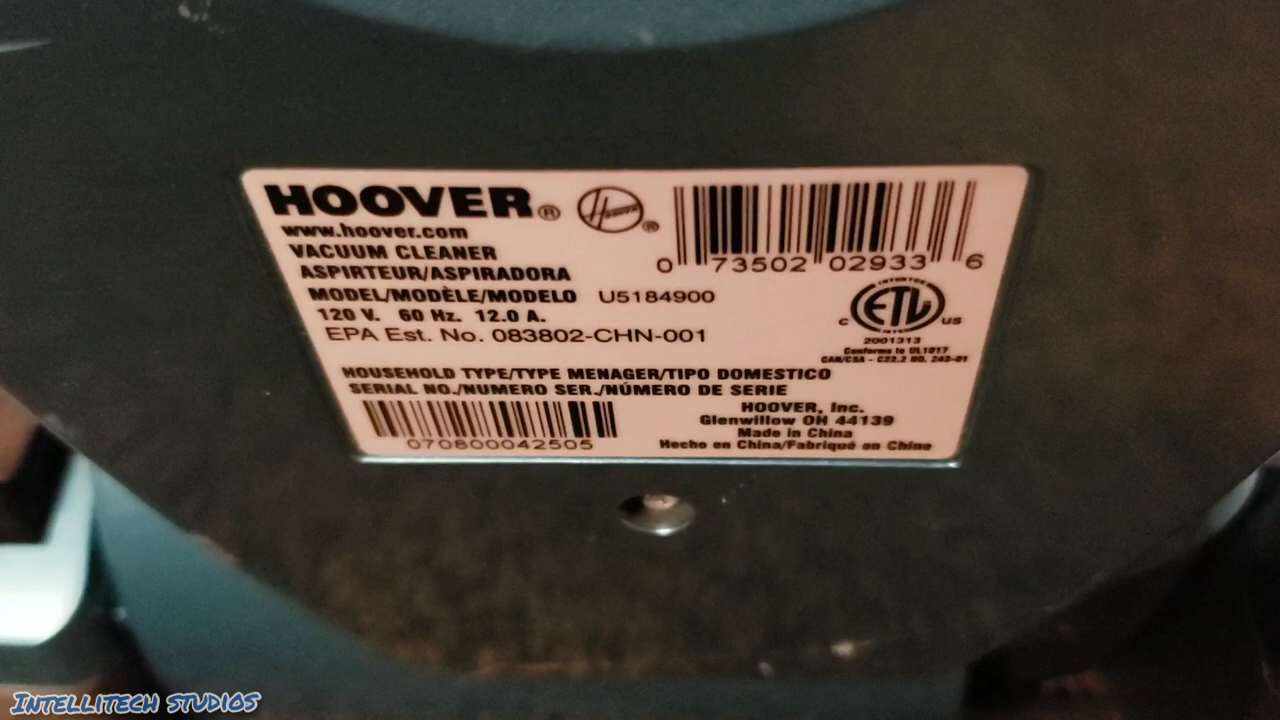 HOOVER® Hoover ®
www.hoover.com
VACUUM CLEANER
ASPIRTEUR/ASPIRADORA
0 73502 02933 6
MODEL/MODÈLE/MODELO U5184900
120 V. 60 Hz. 12.0 A.
EPA Est. No. 083802-CHN-001
INTERTEK
C ETL US
LISTED
2001313
Conforms to UL1017
CAN/CSA - C22.2 NO. 243-01
HOUSEHOLD TYPE/TYPE MENAGER/TIPO DOMESTICO
SERIAL NO./NUMERO SER./NÚMERO DE SERIE
070800042505
HOOVER, Inc.
Glenwillow OH 44139
Made in China
Hecho en China/Fabriqué en Chine
INTELLITECH STUDIOS